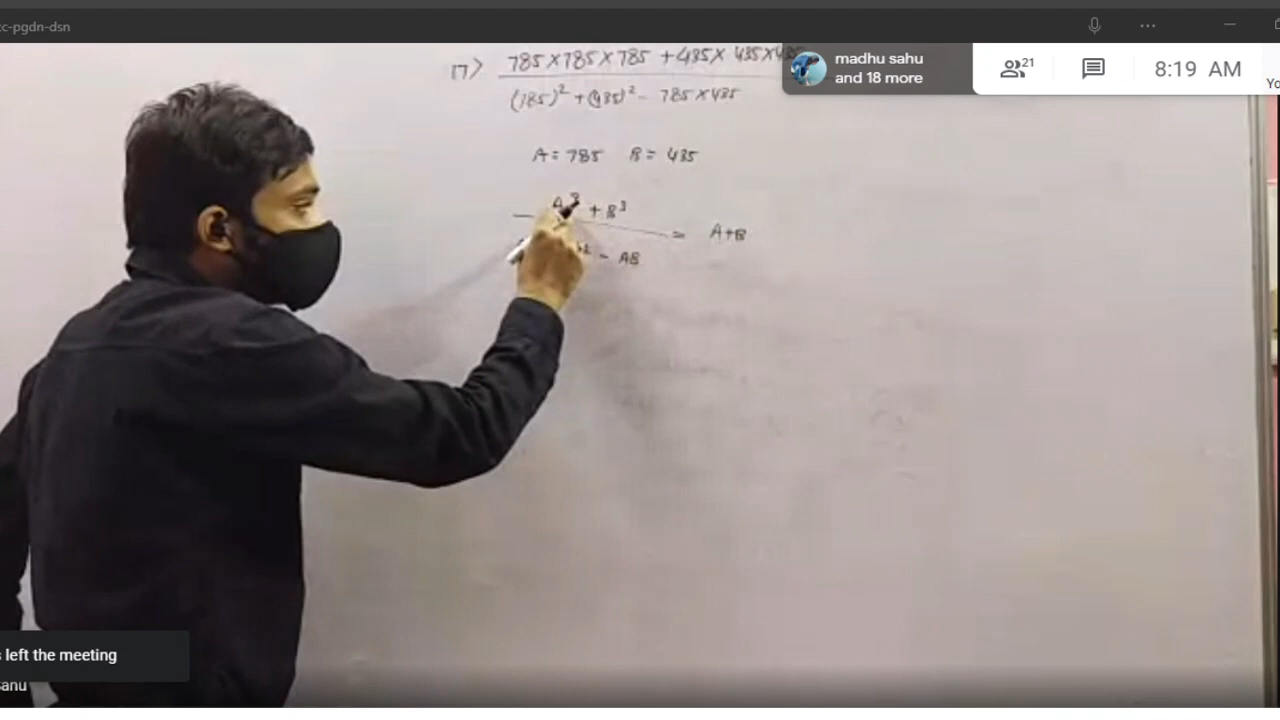 c-pgdn-dsn
madhu sahu
and 18 more
21
8:19 AM
17> 785×785×785 + 435× 435×435
(785)² + (435)² - 785×435
A = 785 B = 435
A³ + B³
= A+B
- AB
left the meeting